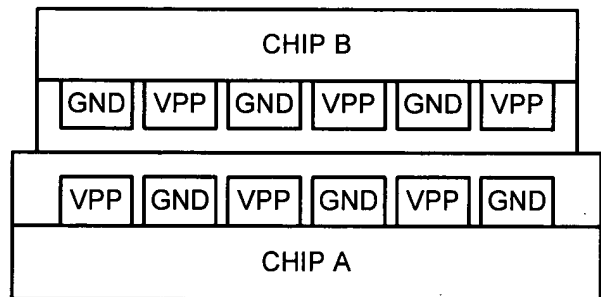 CHIP B
GND VPP GND VPP GND VPP
VPP GND VPP GND VPP GND
CHIP A